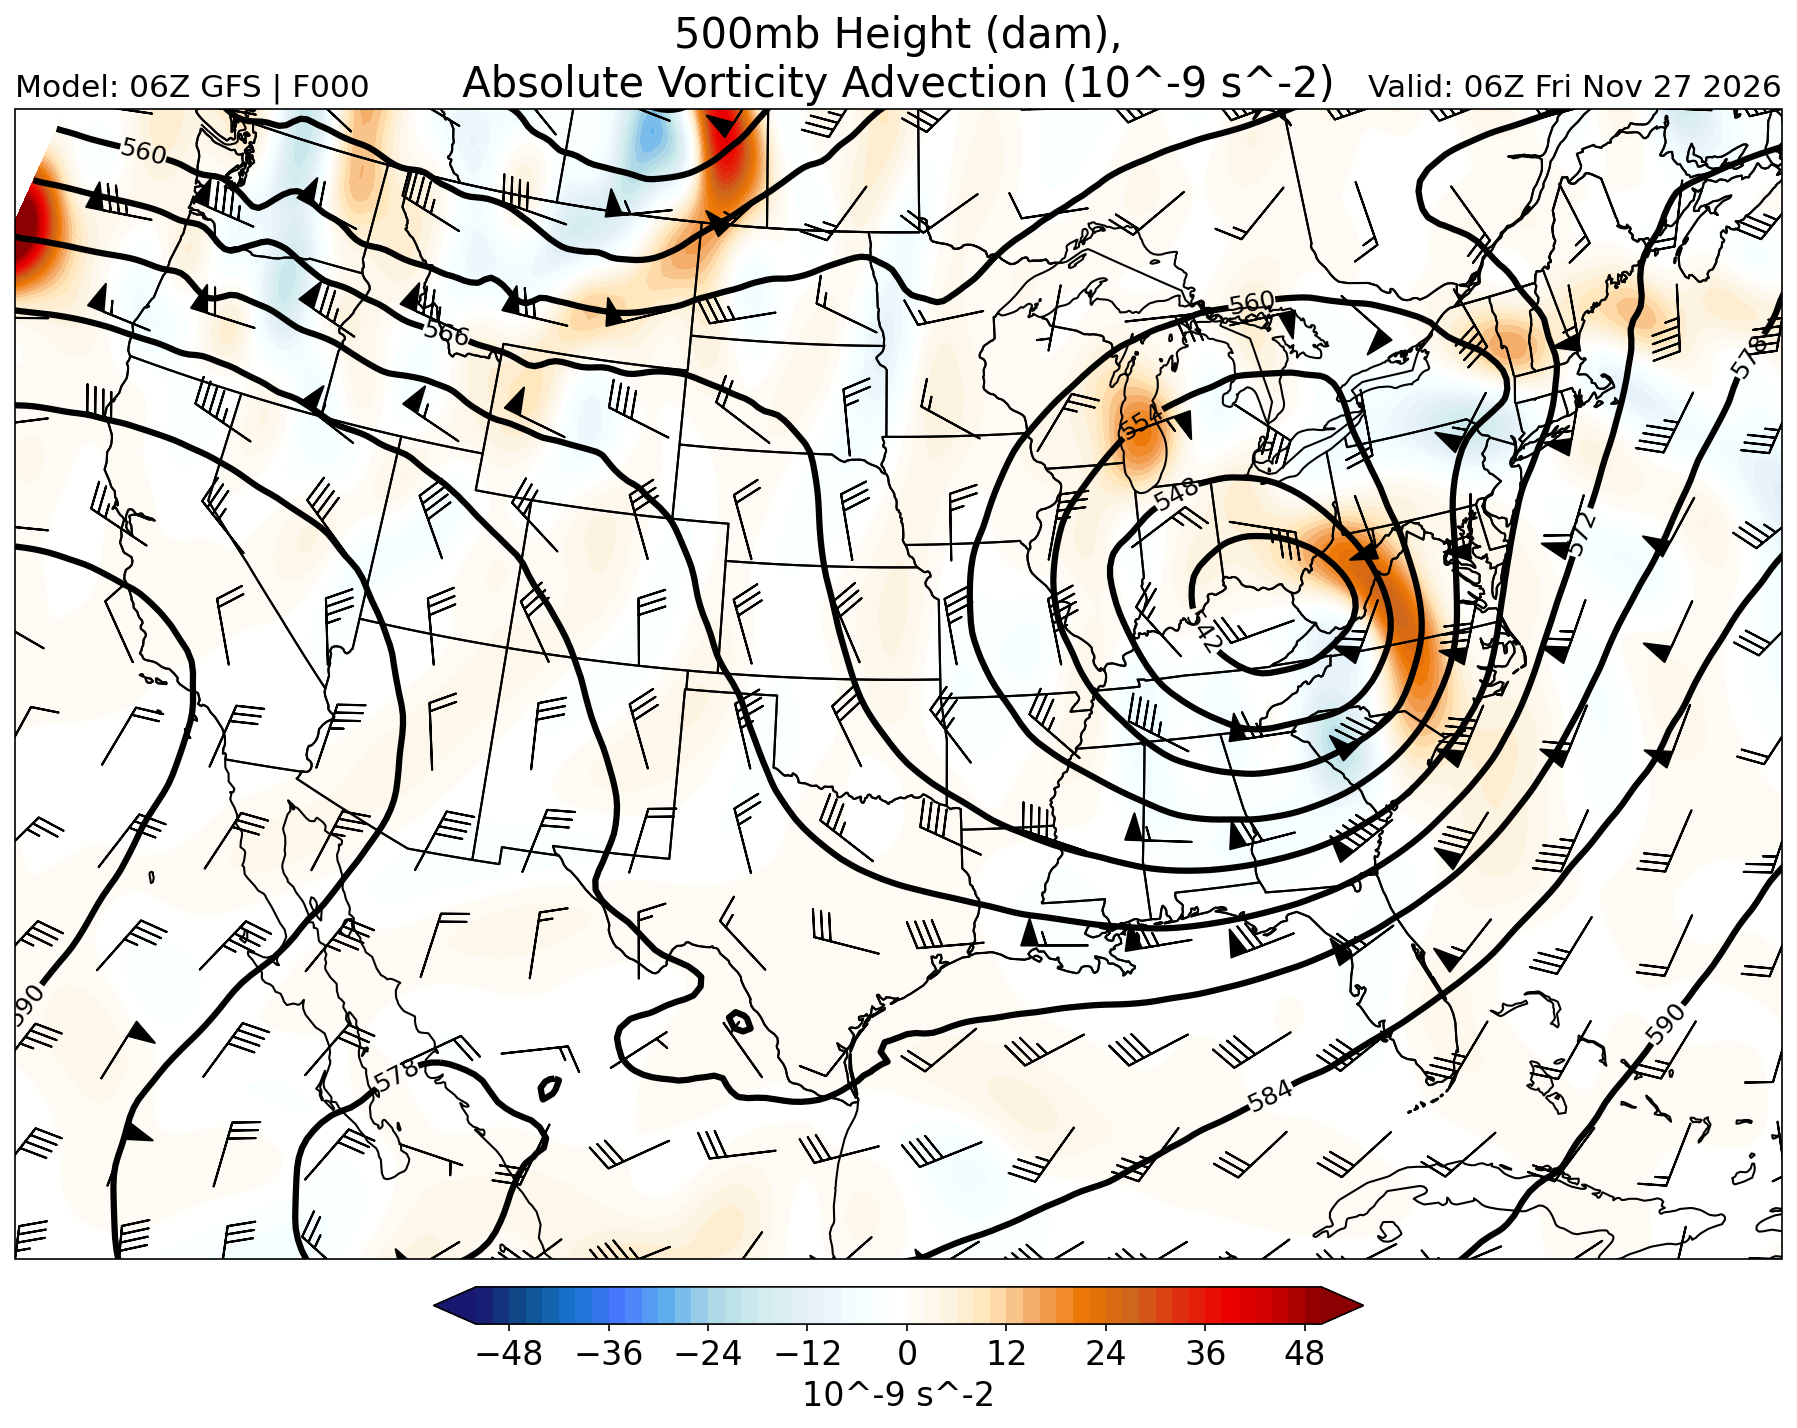 500mb Height (dam),
Model: 06Z GFS | F000
Absolute Vorticity Advection (10^-9 s^-2)
Valid: 06Z Fri Nov 27 2026
560
566
560
554
548
542
578
572
590
578
584
590
−48 −36 −24 −12 0 12 24 36 48
10^-9 s^-2